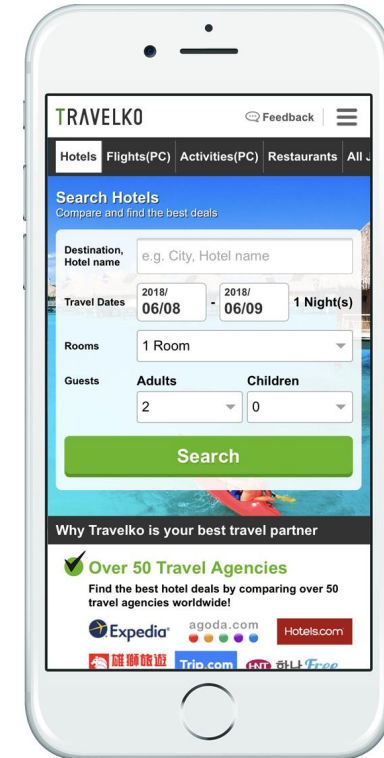 TRAVELKO
Feedback
Hotels Flights(PC) Activities(PC) Restaurants All
Search Hotels
Compare and find the best deals
Destination,
Hotel name
e.g. City, Hotel name
Travel Dates
2018/
06/08
-
2018/
06/09
1 Night(s)
Rooms
1 Room
Guests
Adults
Children
2
0
Search
Why Travelko is your best travel partner
Over 50 Travel Agencies
Find the best hotel deals by comparing over 50
travel agencies worldwide!
Expedia
agoda.com
Hotels.com
雄獅旅遊
Trip.com
HNT 하나 Free